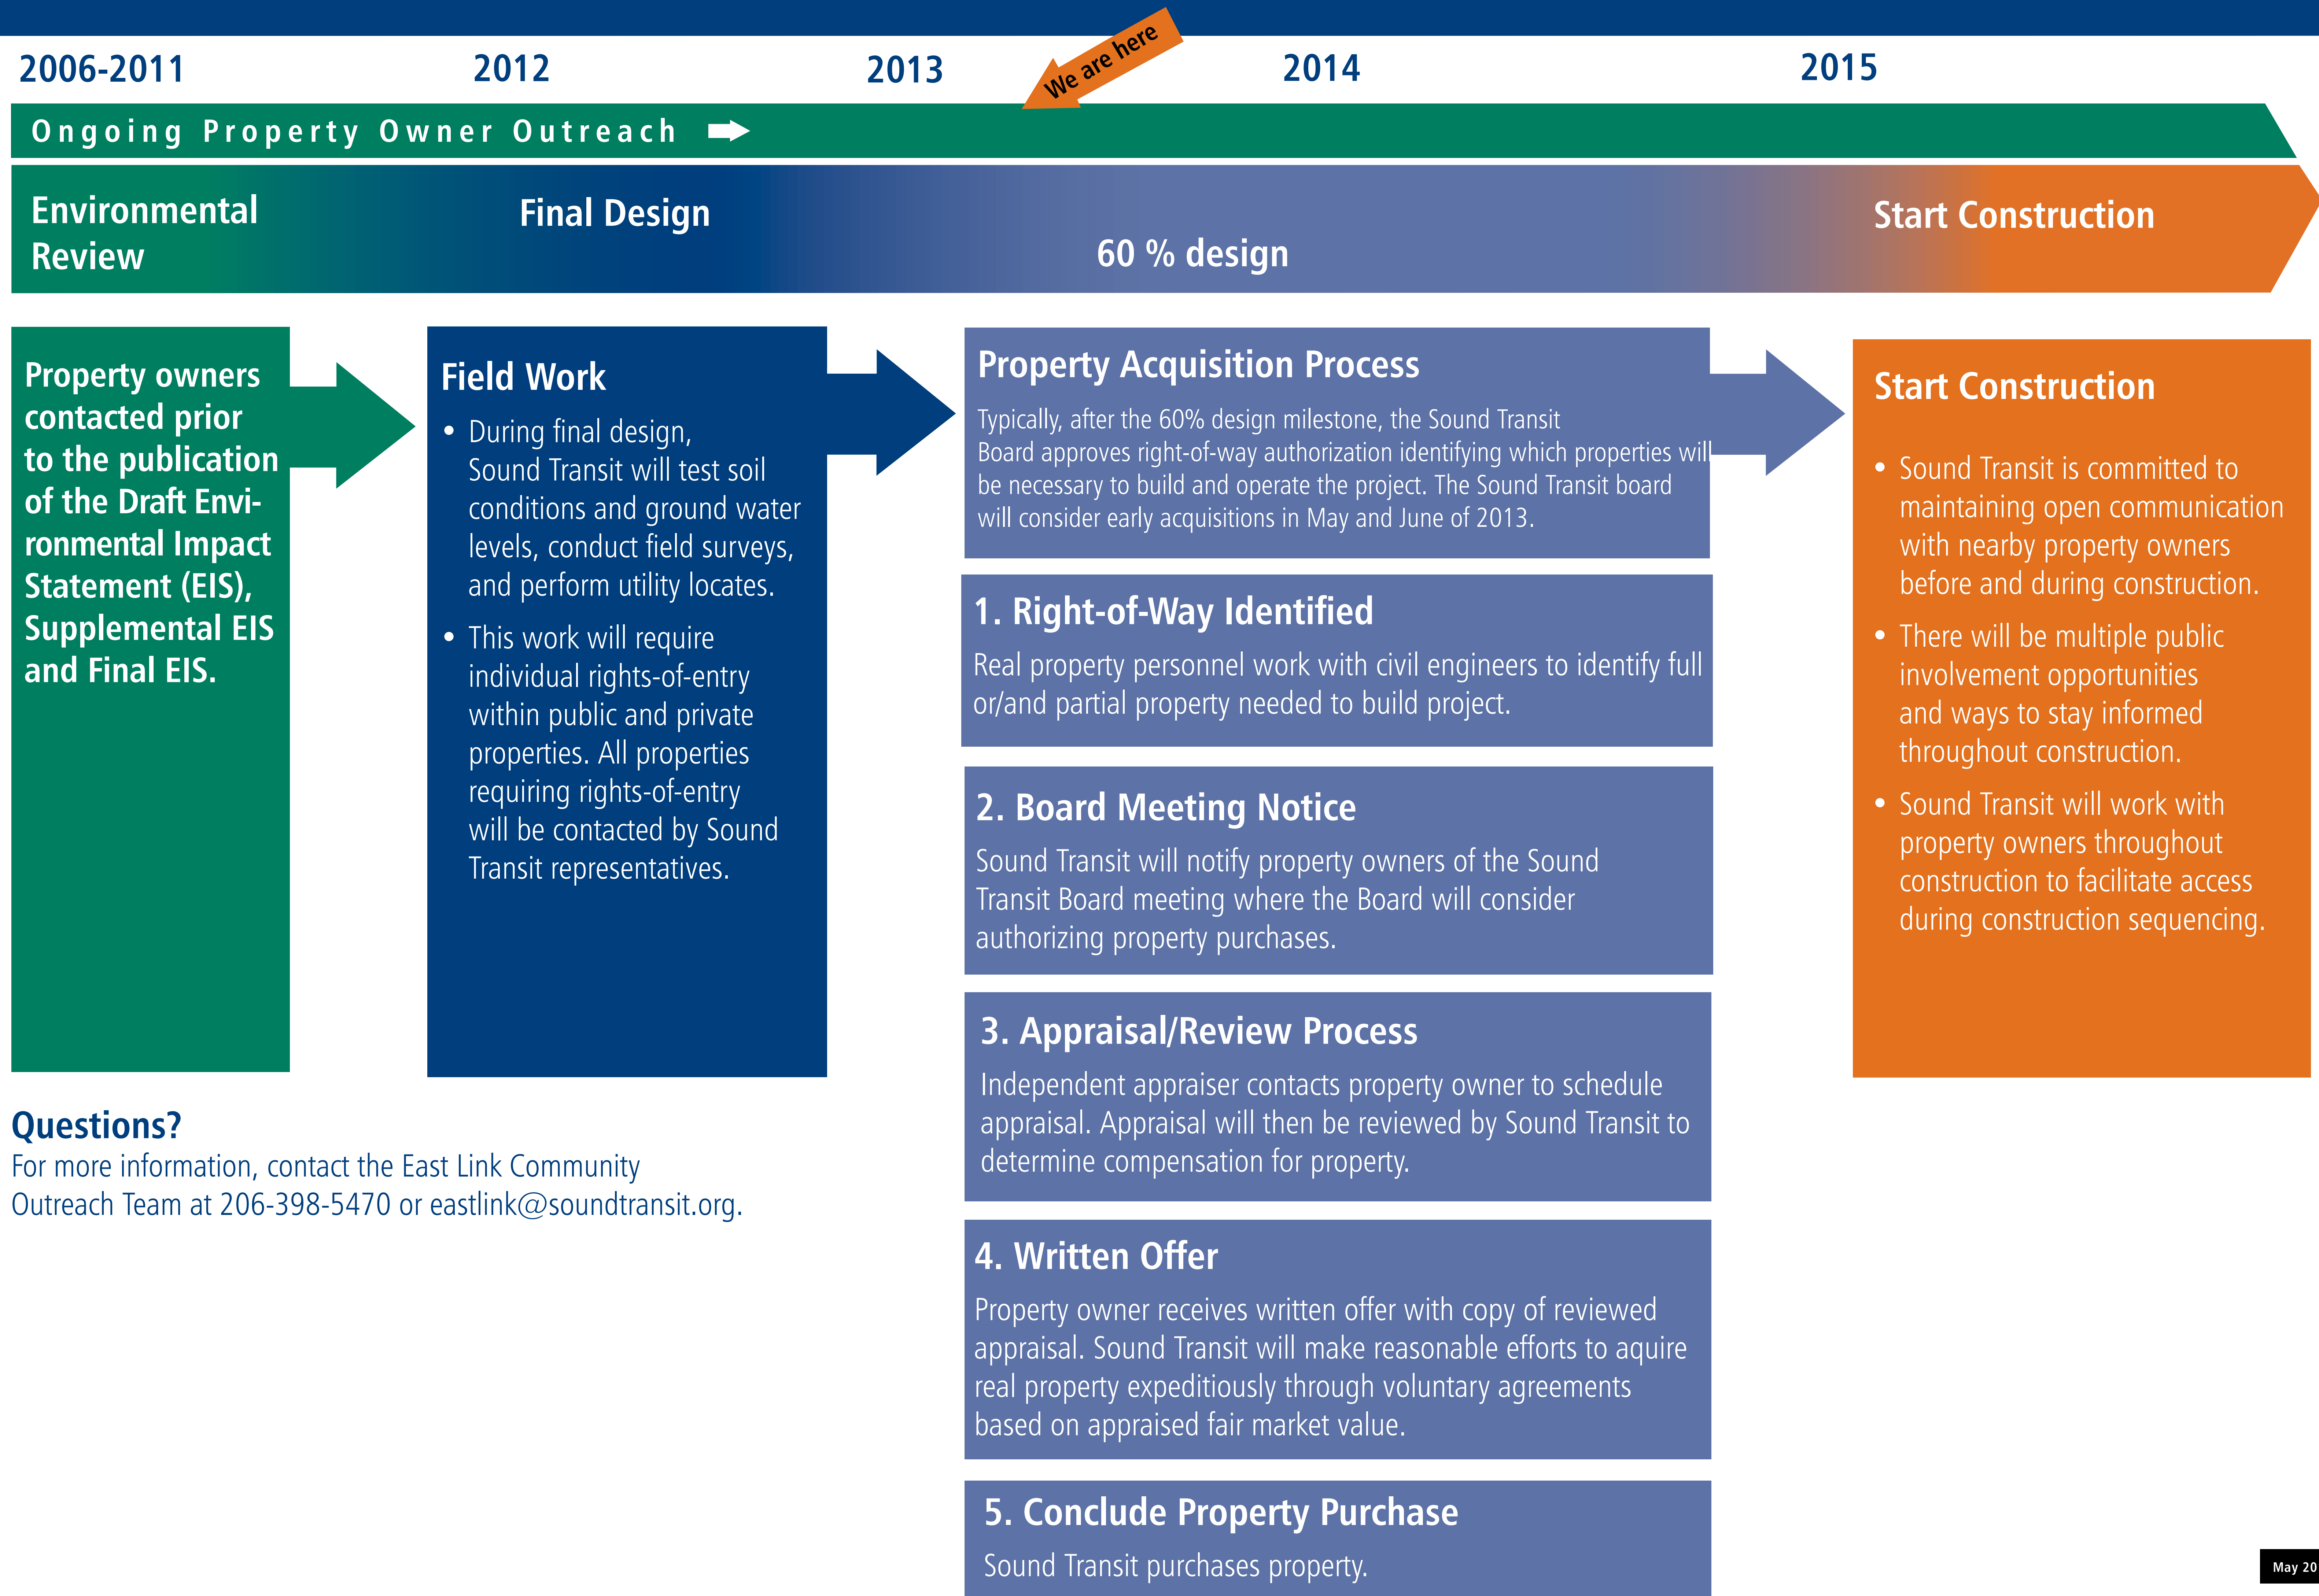 2006-2011
2012
2013
We are here
2014
2015
Ongoing Property Owner Outreach
Environmental
Review
Final Design
60 % design
Start Construction
Property owners
contacted prior
to the publication
of the Draft Envi-
ronmental Impact
Statement (EIS),
Supplemental EIS
and Final EIS.
Field Work
• During final design,
Sound Transit will test soil
conditions and ground water
levels, conduct field surveys,
and perform utility locates.
• This work will require
individual rights-of-entry
within public and private
properties. All properties
requiring rights-of-entry
will be contacted by Sound
Transit representatives.
Property Acquisition Process
Typically, after the 60% design milestone, the Sound Transit
Board approves right-of-way authorization identifying which properties will
be necessary to build and operate the project. The Sound Transit board
will consider early acquisitions in May and June of 2013.
1. Right-of-Way Identified
Real property personnel work with civil engineers to identify full
or/and partial property needed to build project.
2. Board Meeting Notice
Sound Transit will notify property owners of the Sound
Transit Board meeting where the Board will consider
authorizing property purchases.
3. Appraisal/Review Process
Independent appraiser contacts property owner to schedule
appraisal. Appraisal will then be reviewed by Sound Transit to
determine compensation for property.
4. Written Offer
Property owner receives written offer with copy of reviewed
appraisal. Sound Transit will make reasonable efforts to aquire
real property expeditiously through voluntary agreements
based on appraised fair market value.
5. Conclude Property Purchase
Sound Transit purchases property.
Start Construction
• Sound Transit is committed to
maintaining open communication
with nearby property owners
before and during construction.
• There will be multiple public
involvement opportunities
and ways to stay informed
throughout construction.
• Sound Transit will work with
property owners throughout
construction to facilitate access
during construction sequencing.
Questions?
For more information, contact the East Link Community
Outreach Team at 206-398-5470 or eastlink@soundtransit.org.
May 20